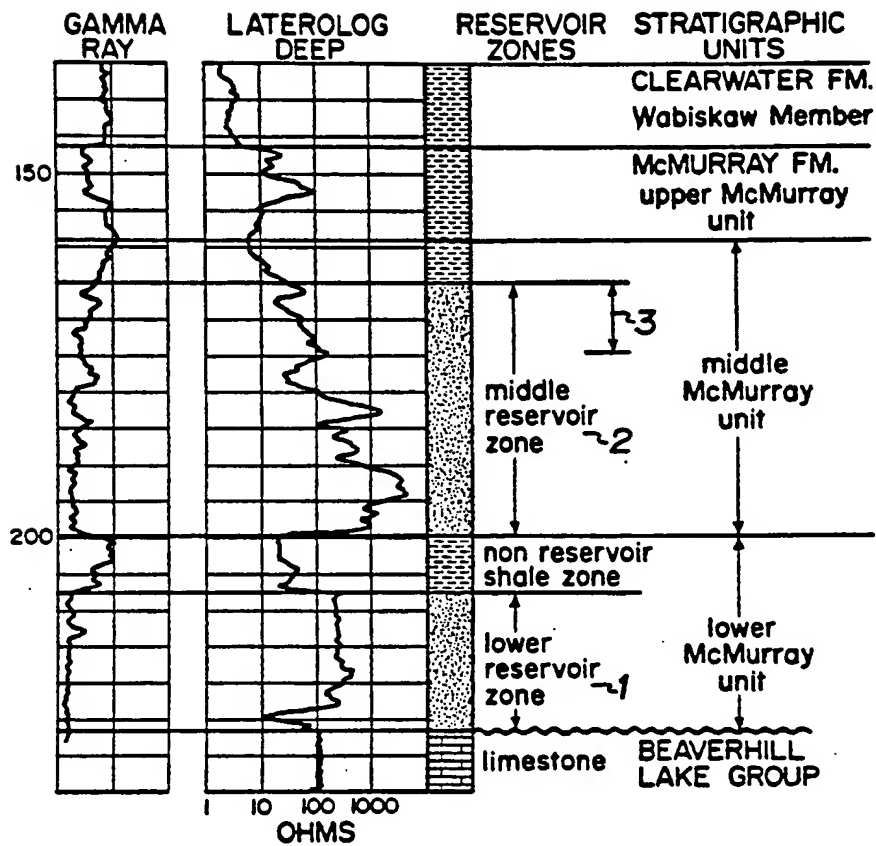 GAMMA
RAY
LATEROLOG
DEEP
RESERVOIR
ZONES
STRATIGRAPHIC
UNITS
CLEARWATER FM.
Wabiskaw Member
150
McMURRAY FM.
upper McMurray
unit
3
middle
reservoir
zone
2
middle
McMurray
unit
200
non reservoir
shale zone
lower
reservoir
zone
1
lower
McMurray
unit
limestone
BEAVERHILL
LAKE GROUP
1 10 100 1000
OHMS